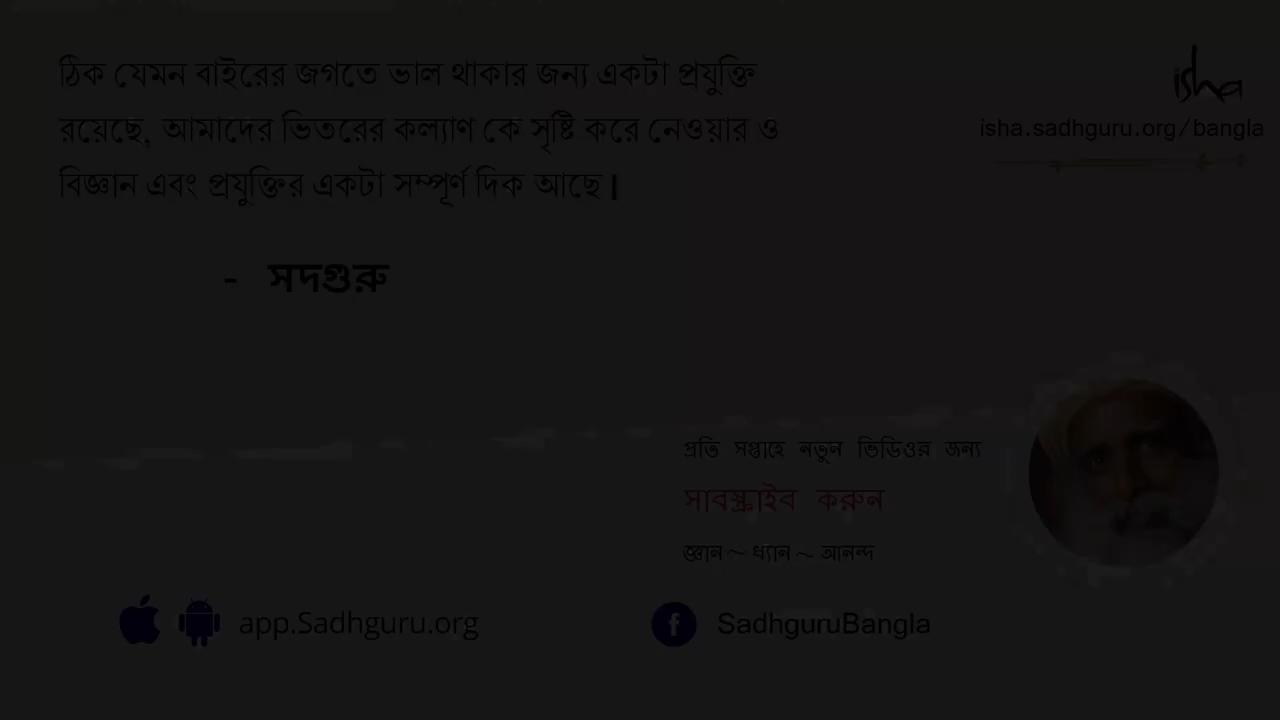 ঠিক যেমন বাইরের জগতে ভাল থাকার জন্য একটা প্রযুক্তি
রয়েছে, আমাদের ভিতরের কল্যাণ কে সৃষ্টি করে নেওয়ার ও
বিজ্ঞান এবং প্রযুক্তির একটা সম্পূর্ণ দিক আছে।
- সদগুরু
isha
isha.sadhguru.org/bangla
প্রতি সপ্তাহে নতুন ভিডিওর জন্য
সাবস্ক্রাইব করুন
জ্ঞান ~ ধ্যান ~ আনন্দ
app.Sadhguru.org
SadhguruBangla